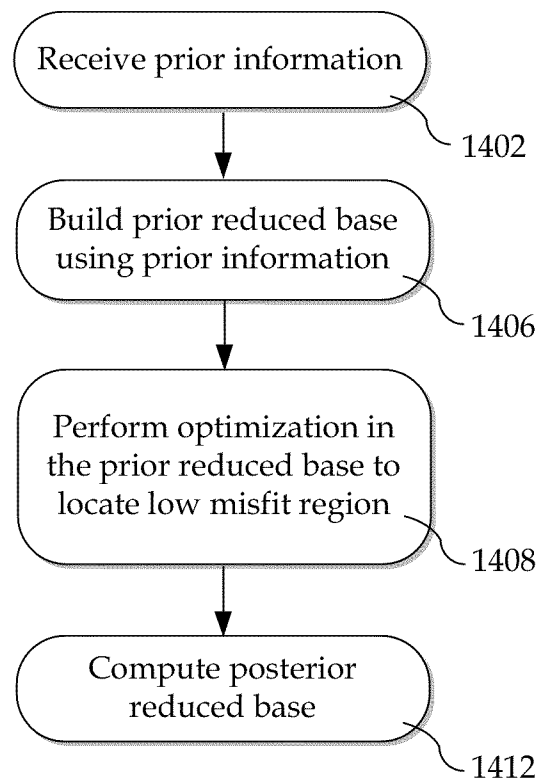 Receive prior information
1402
Build prior reduced base
using prior information
1406
Perform optimization in
the prior reduced base to
locate low misfit region
1408
Compute posterior
reduced base
1412